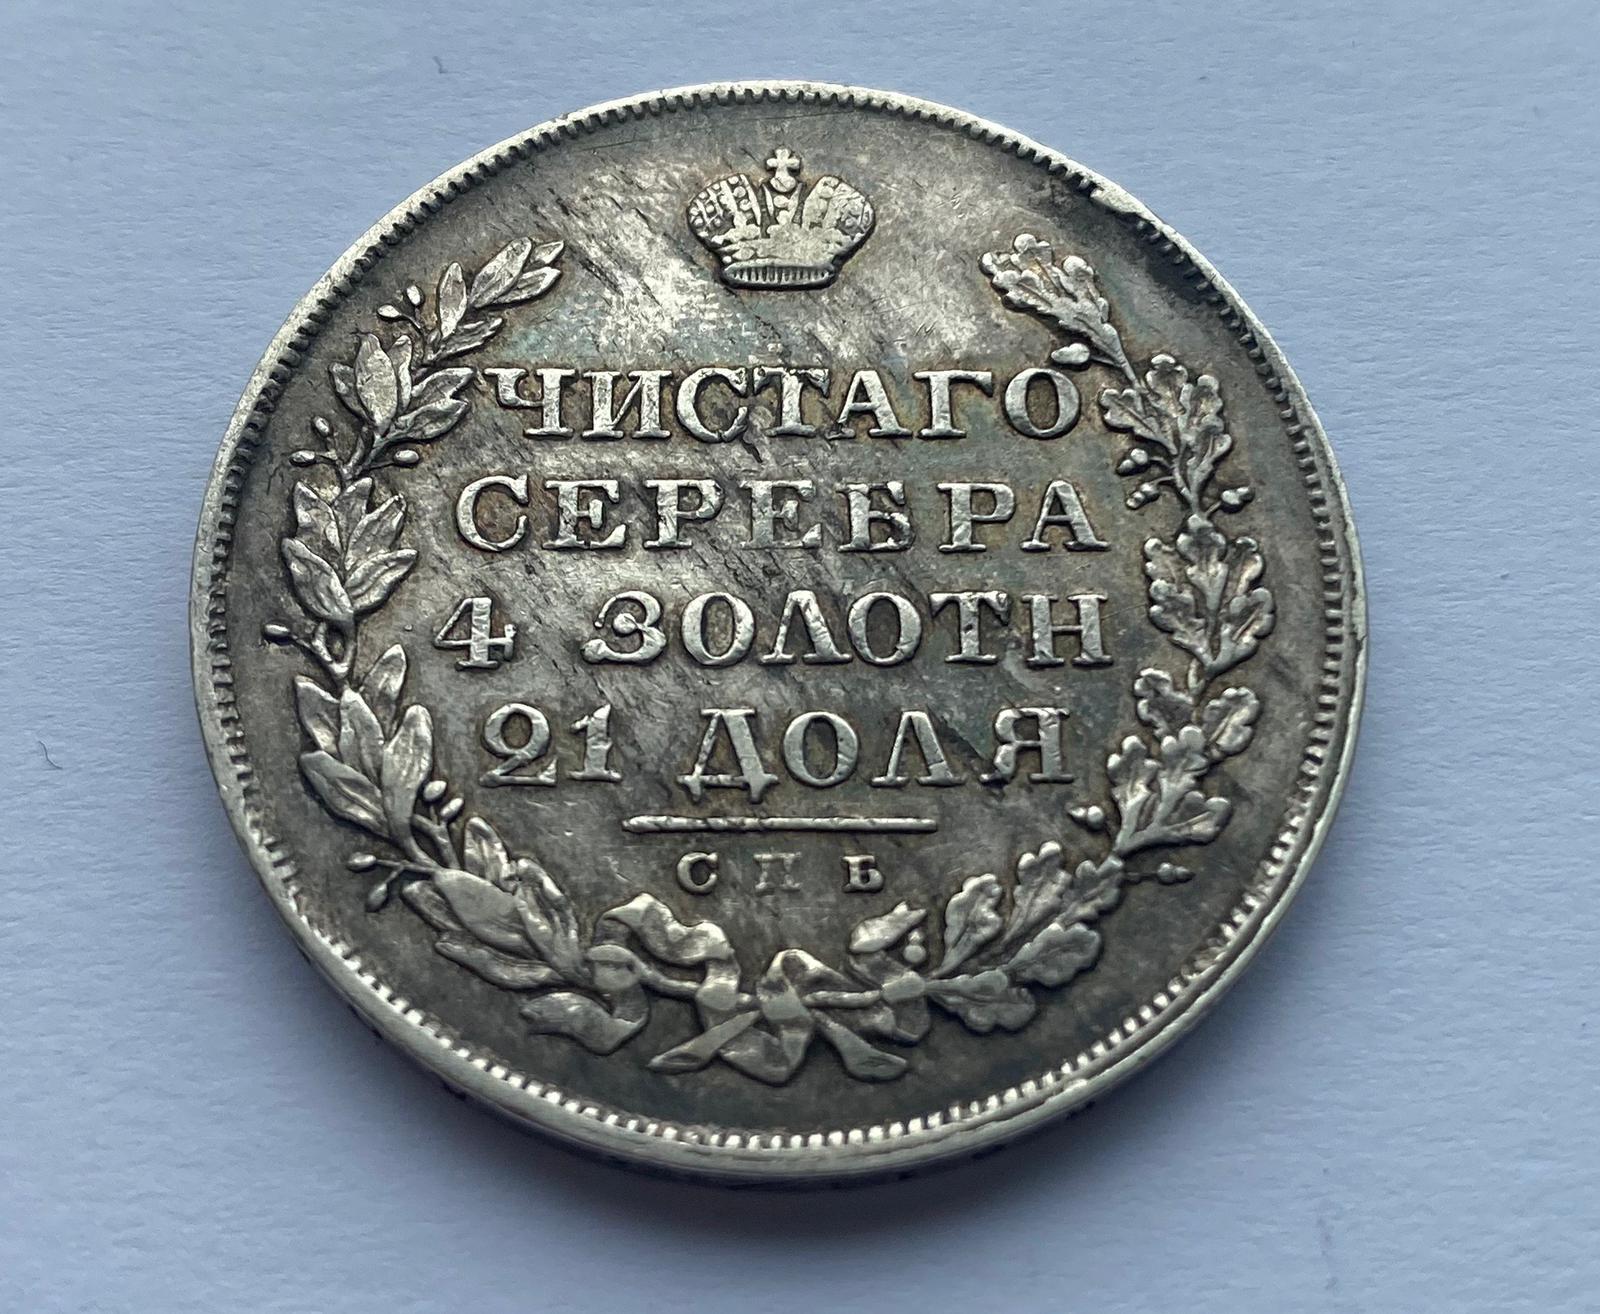 ЧИСТАГО
СЕРЕБРА
4 ЗОЛОТН
21 ДОЛЯ
СПБ